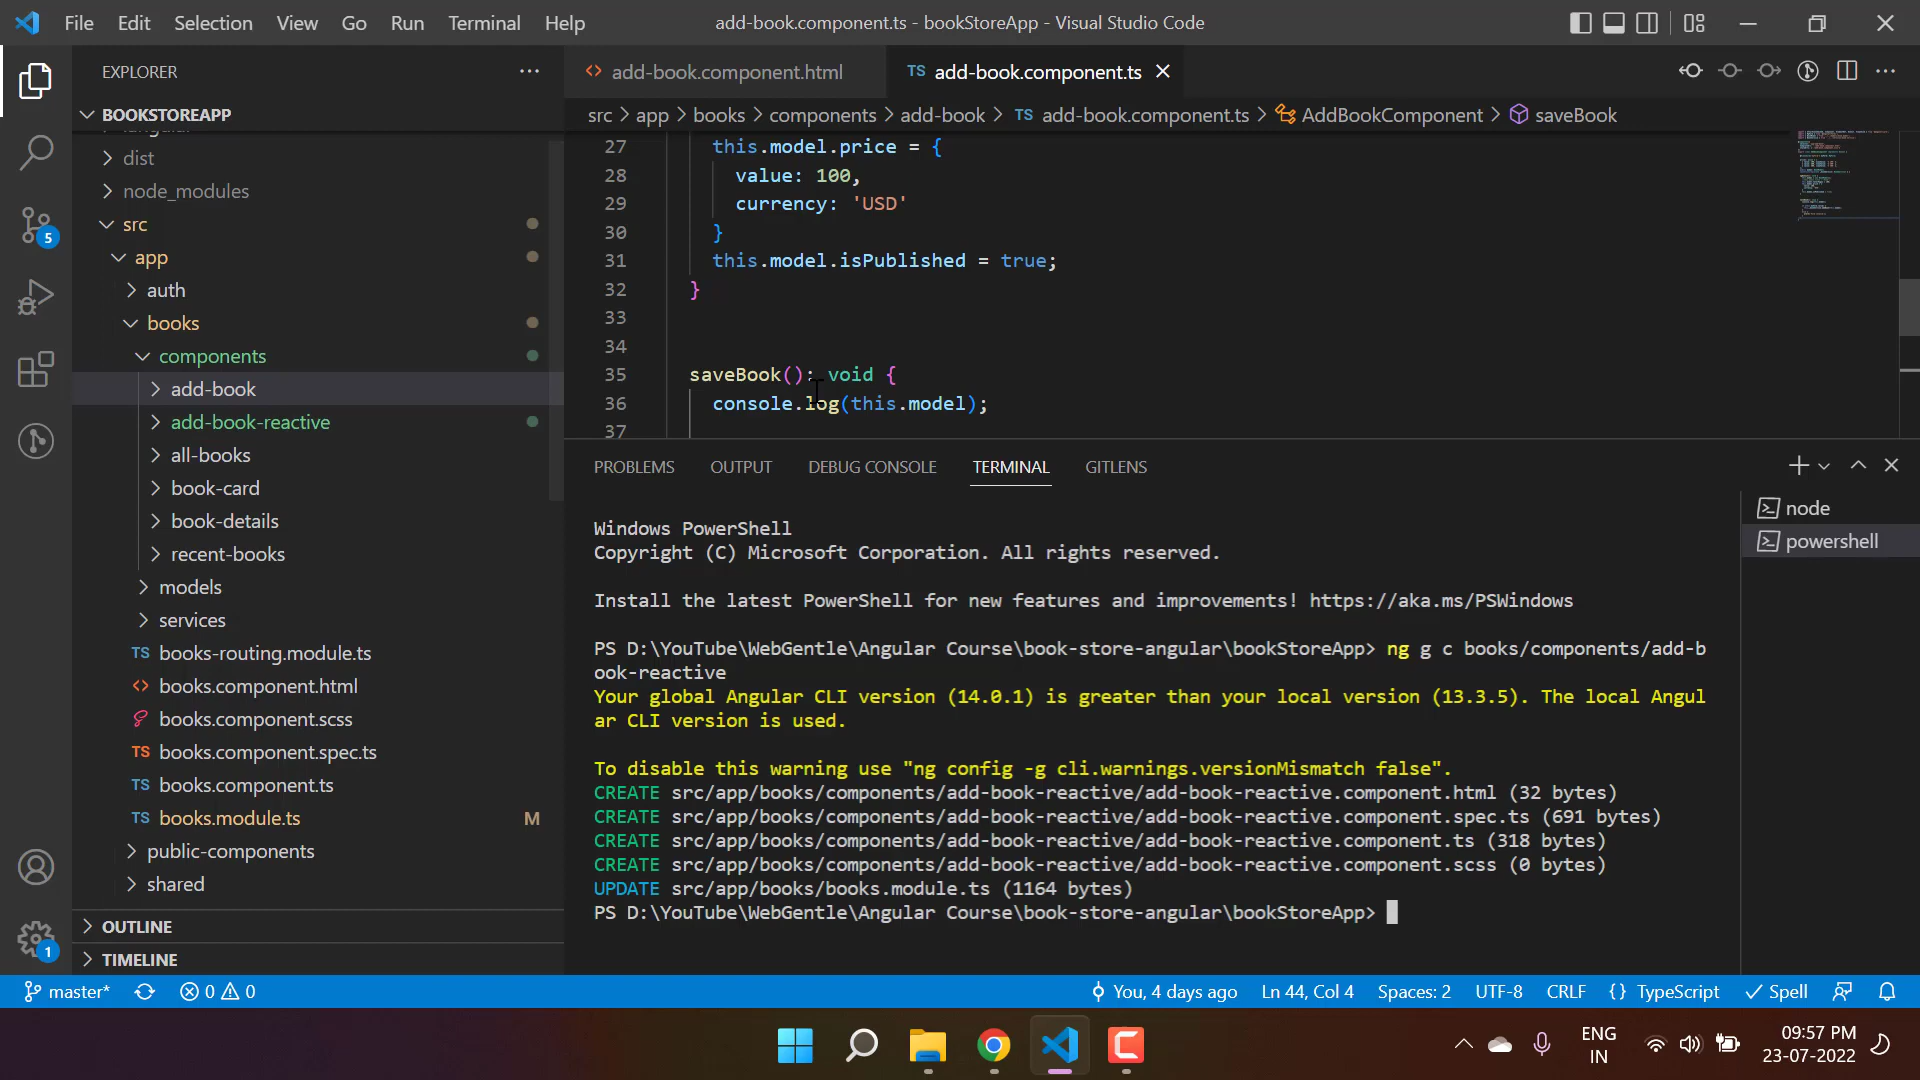 File Edit Selection View Go Run Terminal Help
add-book.component.ts - bookStoreApp - Visual Studio Code
EXPLORER
BOOKSTOREAPP
dist
node_modules
src
app
auth
books
components
add-book
add-book-reactive
all-books
book-card
book-details
recent-books
models
services
TS books-routing.module.ts
books.component.html
books.component.scss
TS books.component.spec.ts
TS books.component.ts
TS books.module.ts M
public-components
shared
OUTLINE
TIMELINE
5
1
add-book.component.html
TS add-book.component.ts
src > app > books > components > add-book > TS add-book.component.ts > AddBookComponent > saveBook
27 this.model.price = {
28 value: 100,
29 currency: 'USD'
30 }
31 this.model.isPublished = true;
32 }
33
34
35 saveBook(): void {
36 console.log(this.model);
37
PROBLEMS OUTPUT DEBUG CONSOLE TERMINAL GITLENS
node
powershell
Windows PowerShell
Copyright (C) Microsoft Corporation. All rights reserved.
Install the latest PowerShell for new features and improvements! https://aka.ms/PSWindows
PS D:\YouTube\WebGentle\Angular Course\book-store-angular\bookStoreApp> ng g c books/components/add-b
ook-reactive
Your global Angular CLI version (14.0.1) is greater than your local version (13.3.5). The local Angul
ar CLI version is used.
To disable this warning use "ng config -g cli.warnings.versionMismatch false".
CREATE src/app/books/components/add-book-reactive/add-book-reactive.component.html (32 bytes)
CREATE src/app/books/components/add-book-reactive/add-book-reactive.component.spec.ts (691 bytes)
CREATE src/app/books/components/add-book-reactive/add-book-reactive.component.ts (318 bytes)
CREATE src/app/books/components/add-book-reactive/add-book-reactive.component.scss (0 bytes)
UPDATE src/app/books/books.module.ts (1164 bytes)
PS D:\YouTube\WebGentle\Angular Course\book-store-angular\bookStoreApp>
master* 0 0 You, 4 days ago Ln 44, Col 4 Spaces: 2 UTF-8 CRLF {} TypeScript Spell
ENG
IN
09:57 PM
23-07-2022